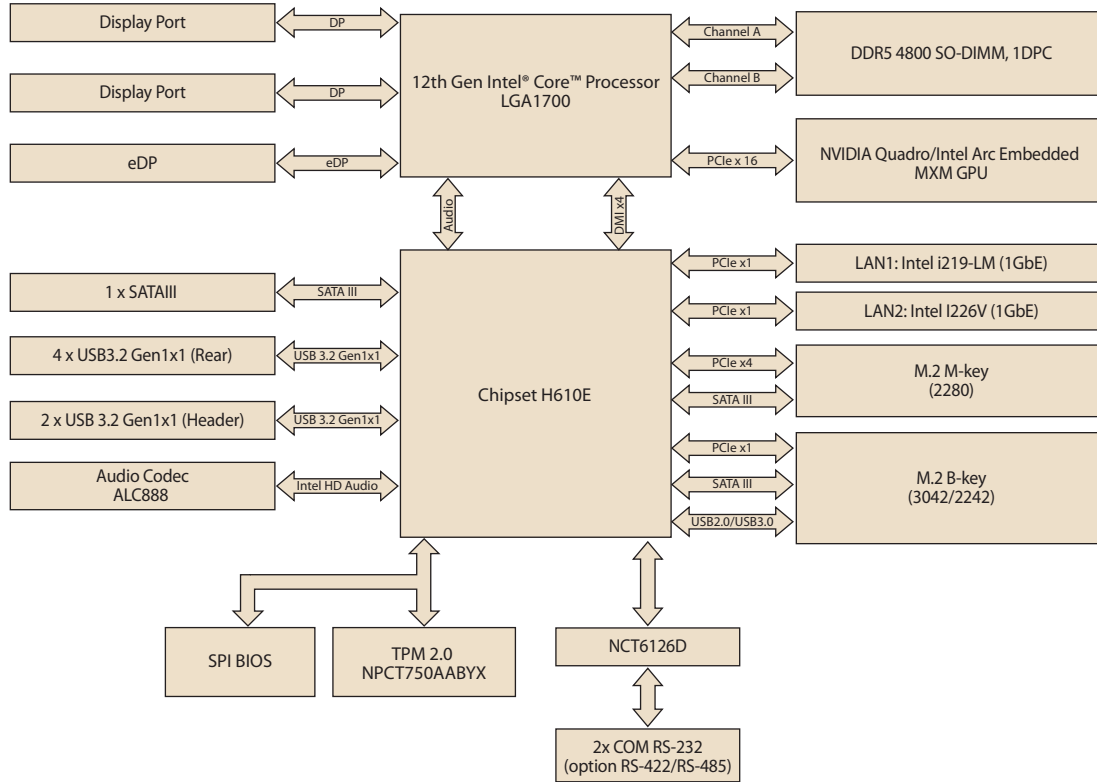 Display Port
DP
Display Port
DP
eDP
eDP
12th Gen Intel® Core™ Processor
LGA1700
Channel A
Channel B
DDR5 4800 SO-DIMM, 1DPC
PCIe x 16
NVIDIA Quadro/Intel Arc Embedded
MXM GPU
Audio
DMI x4
1 x SATAIII
SATA III
4 x USB3.2 Gen1x1 (Rear)
USB 3.2 Gen1x1
2 x USB 3.2 Gen1x1 (Header)
USB 3.2 Gen1x1
Audio Codec
ALC888
Intel HD Audio
Chipset H610E
PCIe x1
LAN1: Intel i219-LM (1GbE)
PCIe x1
LAN2: Intel I226V (1GbE)
PCIe x4
SATA III
M.2 M-key
(2280)
PCIe x1
SATA III
USB2.0/USB3.0
M.2 B-key
(3042/2242)
SPI BIOS
TPM 2.0
NPCT750AABYX
NCT6126D
2x COM RS-232
(option RS-422/RS-485)